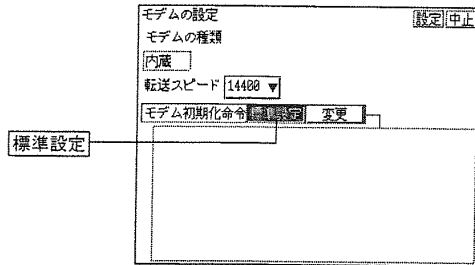 モデムの設定
設定 中止
モデムの種類
内蔵
転送スピード 14400 ▼
モデム初期化命令 標準設定 変更
標準設定